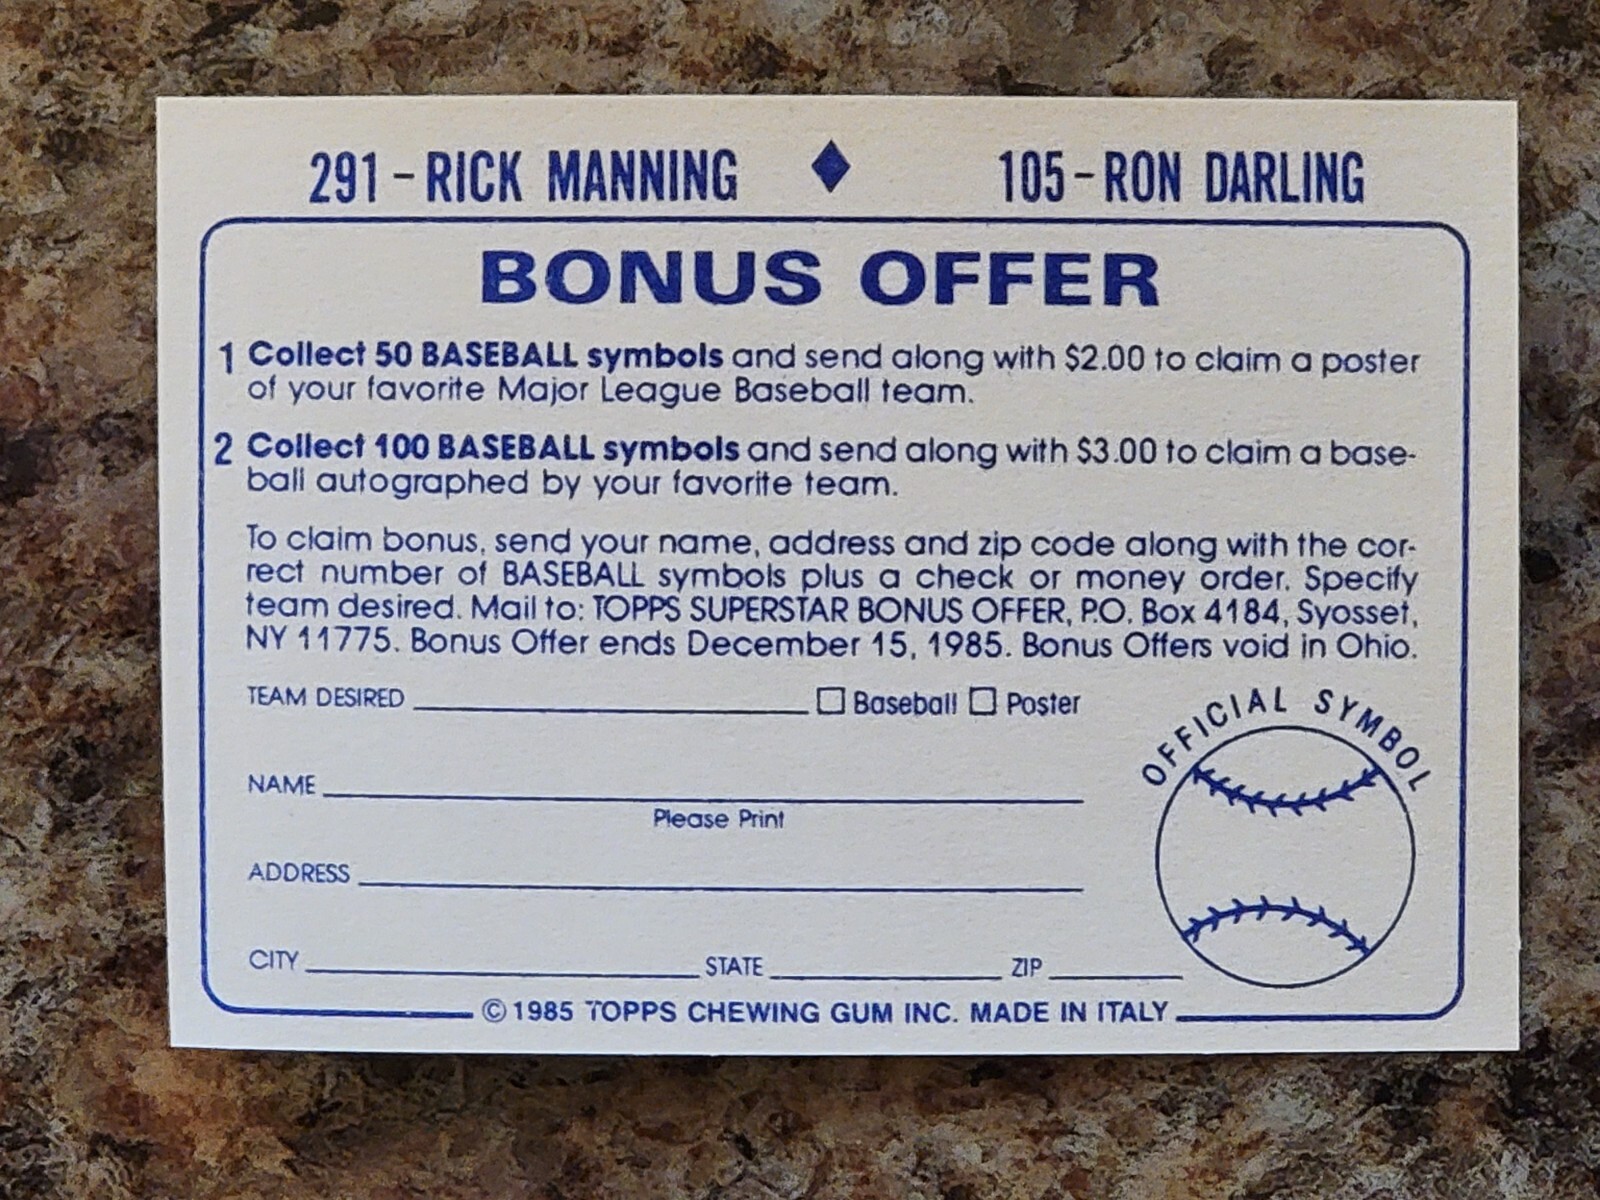 291-RICK MANNING ♦ 105-RON DARLING
BONUS OFFER
1 Collect 50 BASEBALL symbols and send along with $2.00 to claim a poster
of your favorite Major League Baseball team.
2 Collect 100 BASEBALL symbols and send along with $3.00 to claim a base-
ball autographed by your favorite team.
To claim bonus, send your name, address and zip code along with the cor-
rect number of BASEBALL symbols plus a check or money order. Specify
team desired. Mail to: TOPPS SUPERSTAR BONUS OFFER, P.O. Box 4184, Syosset,
NY 11775. Bonus Offer ends December 15, 1985. Bonus Offers void in Ohio.
TEAM DESIRED Baseball Poster
OFFICIAL SYMBOL
NAME
Please Print
ADDRESS
CITY STATE ZIP
© 1985 TOPPS CHEWING GUM INC. MADE IN ITALY